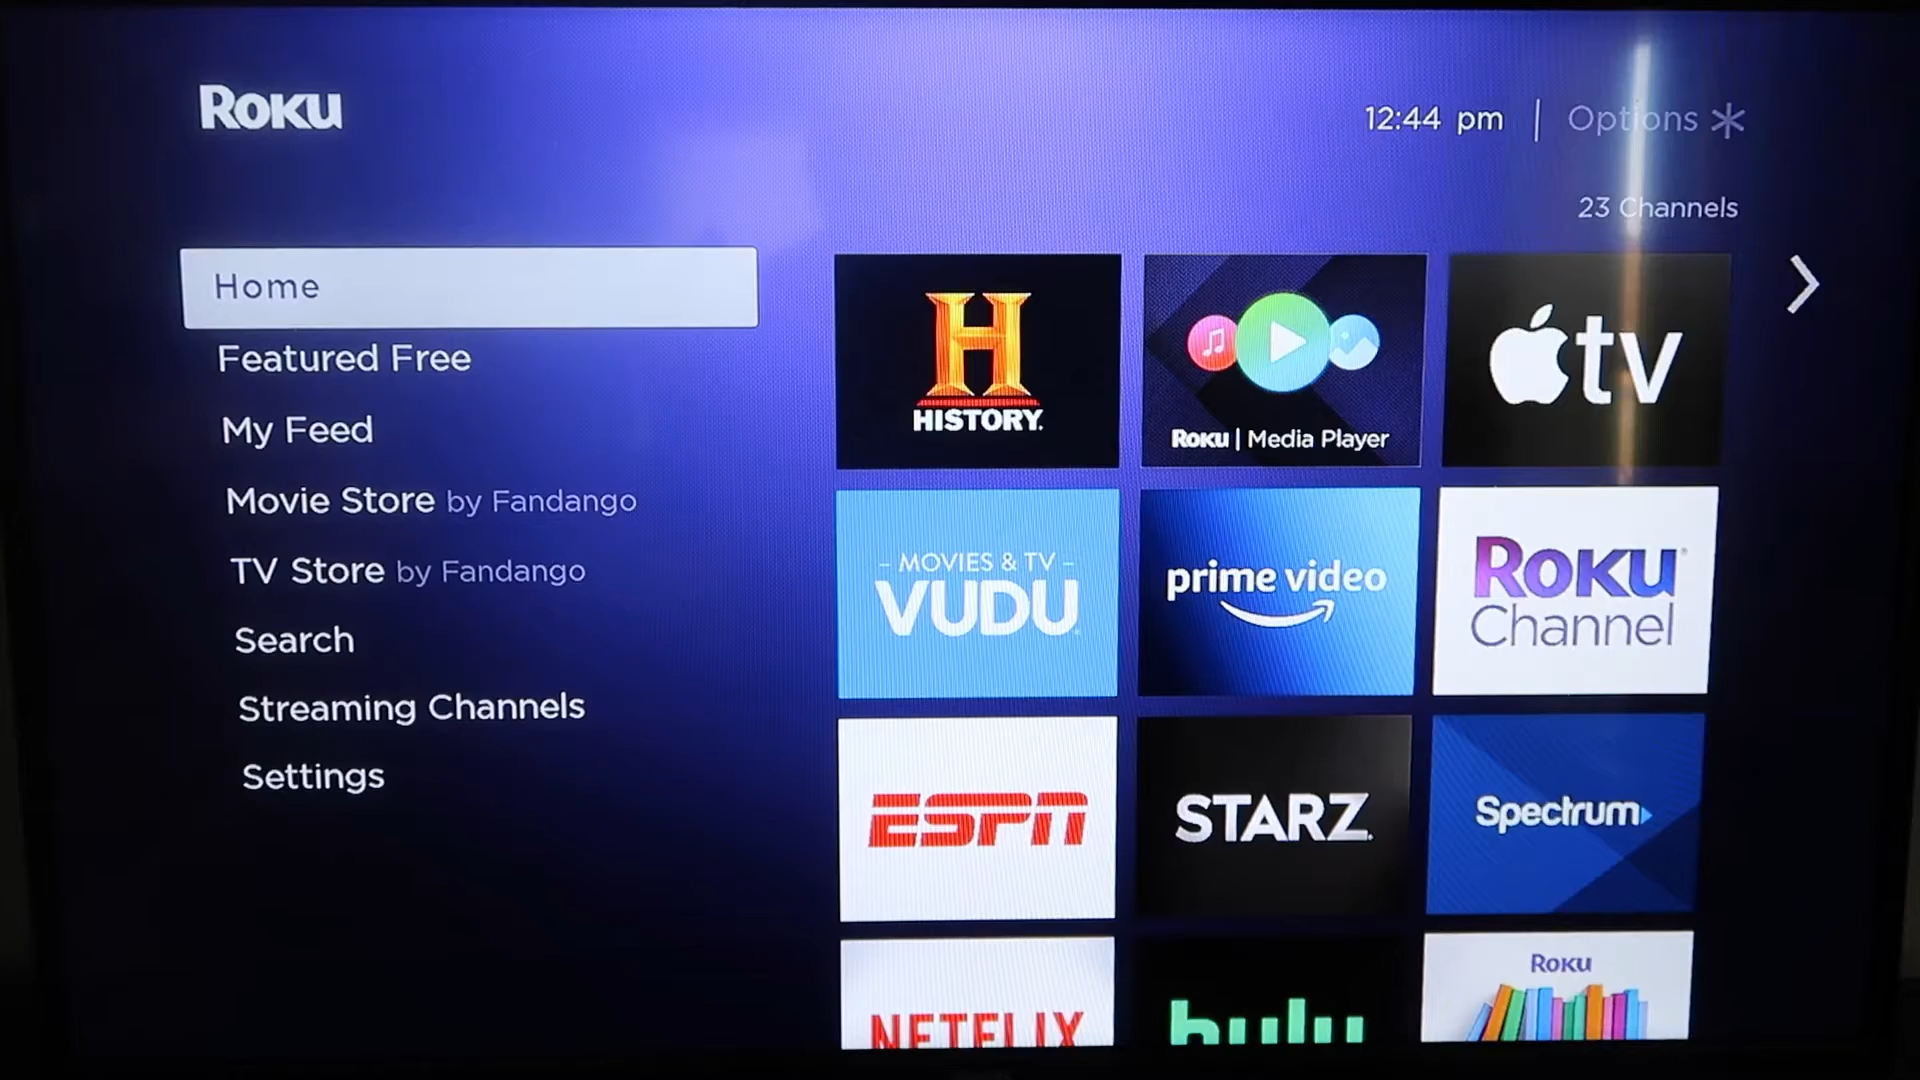 Roku
12:44 pm | Options *
23 Channels
Home
Featured Free
My Feed
Movie Store by Fandango
TV Store by Fandango
Search
Streaming Channels
Settings
H
HISTORY.
Roku | Media Player
tv
- MOVIES & TV -
VUDU
prime video
Roku
Channel
ESPN
STARZ
Spectrum
NETFLIX
hulu
Roku